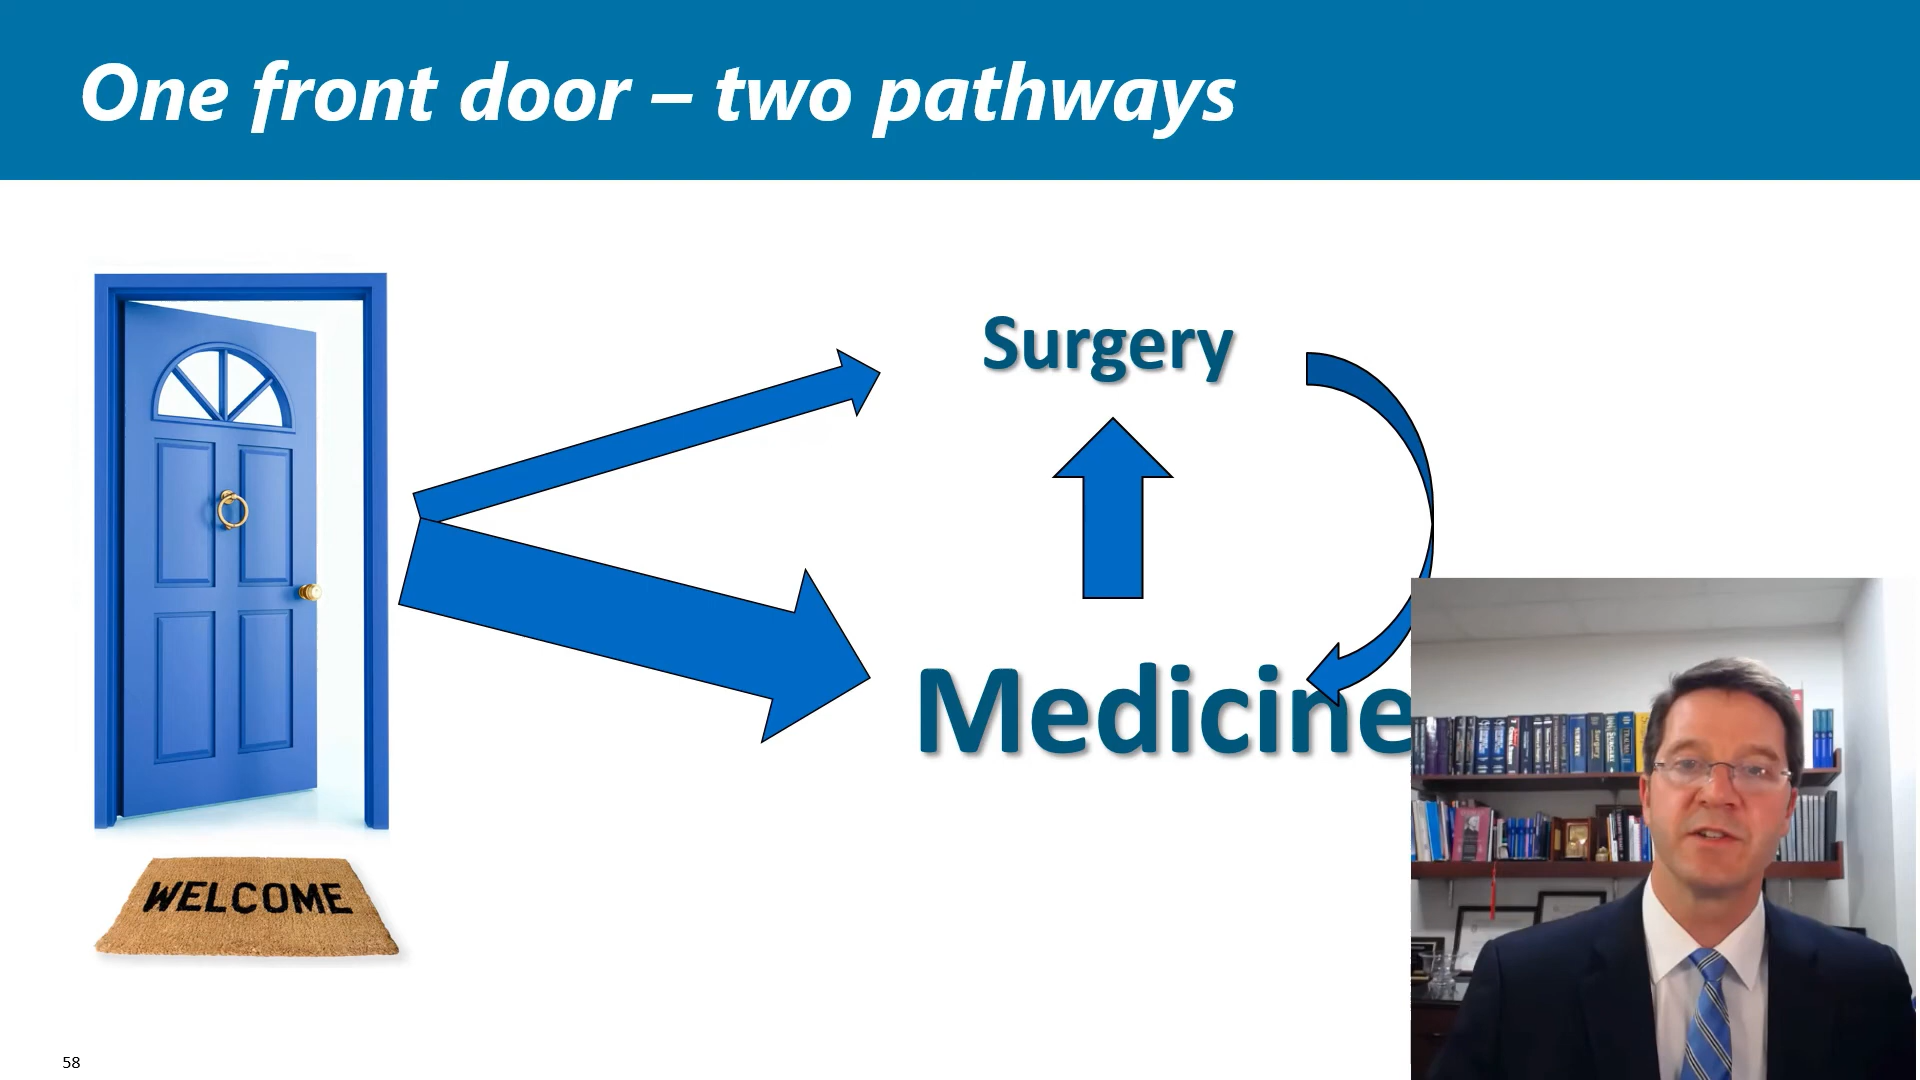 One front door – two pathways
Surgery
Medicine
WELCOME
58